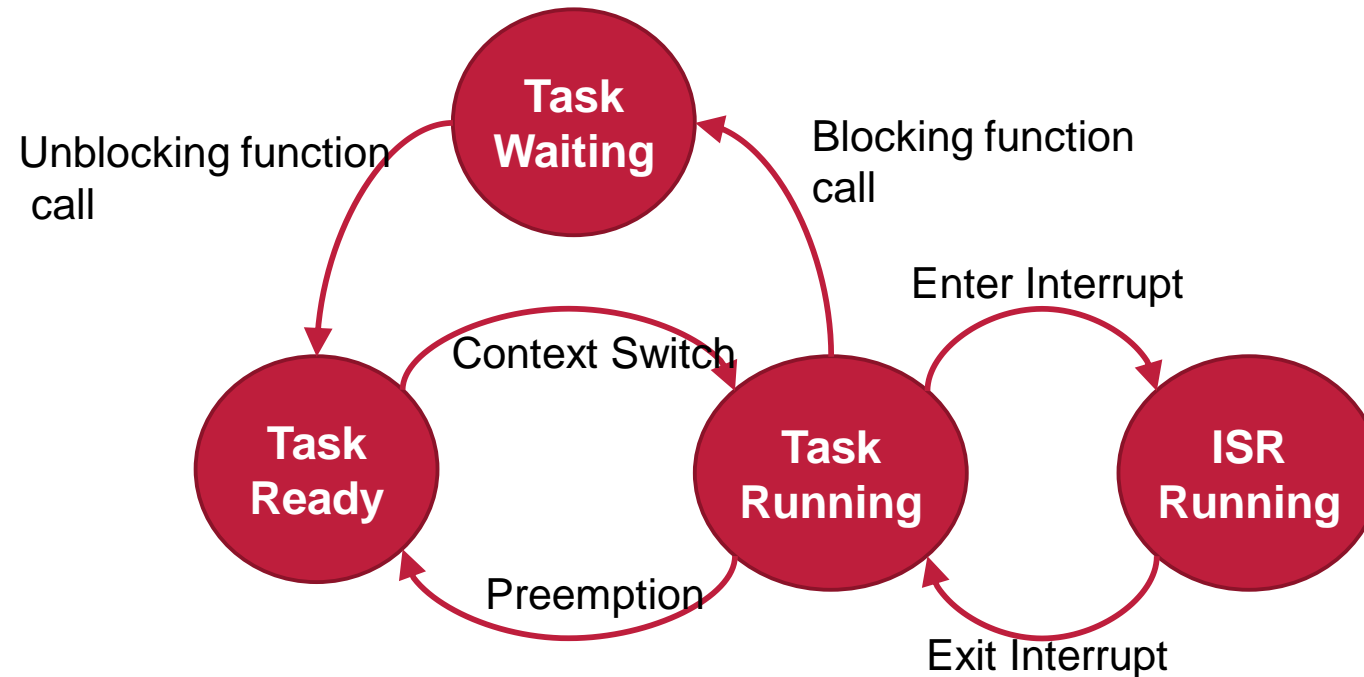 Task
Waiting
Unblocking function
call
Blocking function
call
Enter Interrupt
Context Switch
Task
Ready
Task
Running
ISR
Running
Preemption
Exit Interrupt